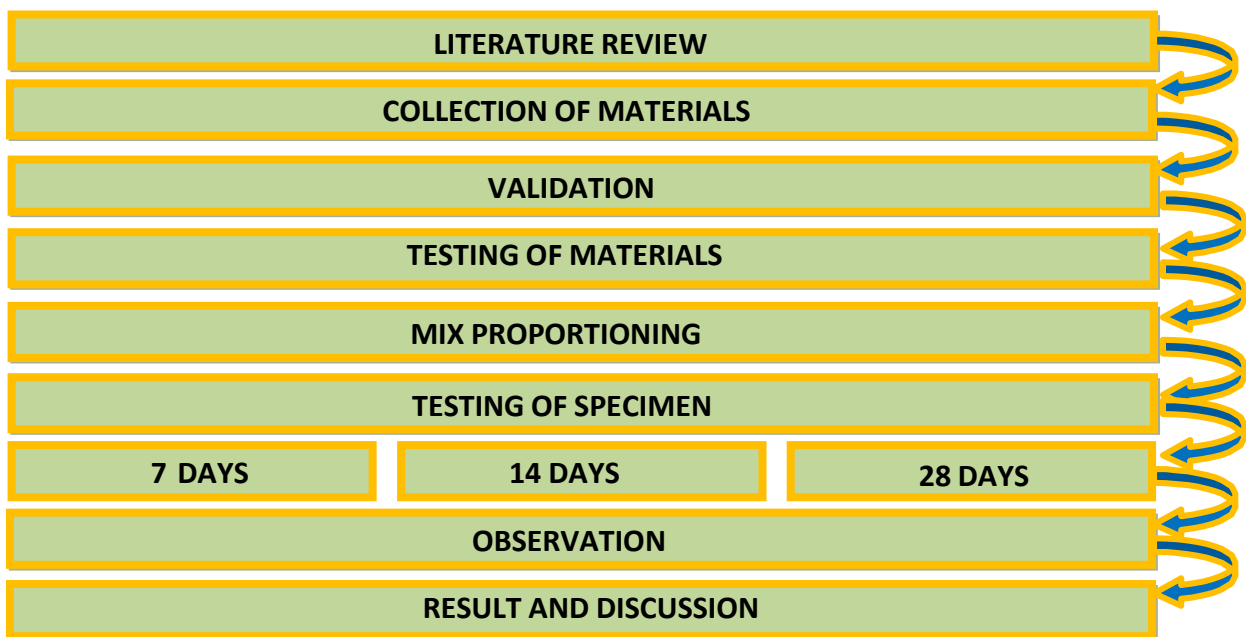 LITERATURE REVIEW
COLLECTION OF MATERIALS
VALIDATION
TESTING OF MATERIALS
MIX PROPORTIONING
TESTING OF SPECIMEN
7 DAYS
14 DAYS
28 DAYS
OBSERVATION
RESULT AND DISCUSSION